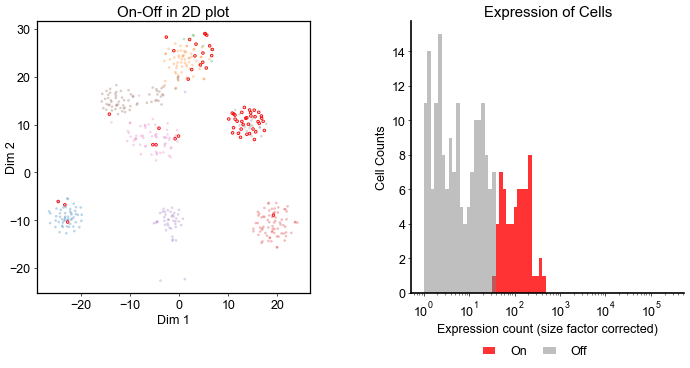 On-Off in 2D plot
30
20
10
0
−10
−20
Dim 2
−20 −10 0 10 20
Dim 1
Expression of Cells
14
12
10
8
6
4
2
0
Cell Counts
10^0 10^1 10^2 10^3 10^4 10^5
Expression count (size factor corrected)
On Off